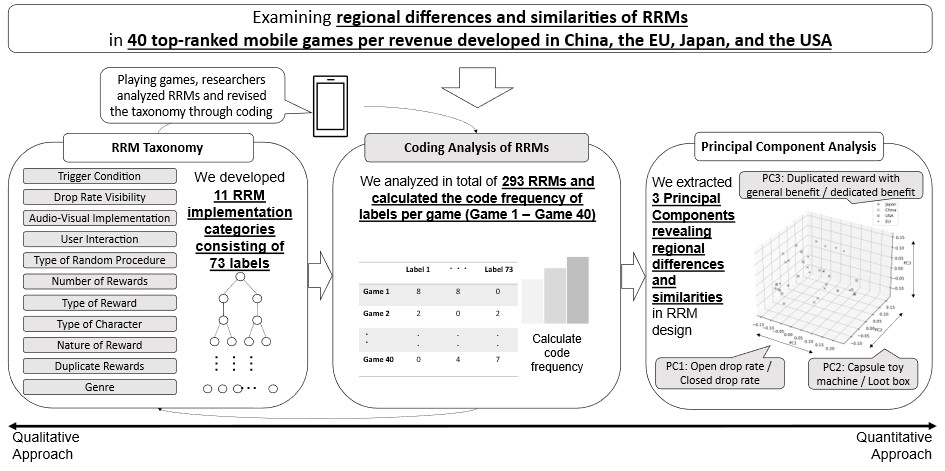 Examining regional differences and similarities of RRMs
in 40 top-ranked mobile games per revenue developed in China, the EU, Japan, and the USA
Playing games, researchers
analyzed RRMs and revised
the taxonomy through coding
RRM Taxonomy
Trigger Condition
Drop Rate Visibility
Audio-Visual Implementation
User Interaction
Type of Random Procedure
Number of Rewards
Type of Reward
Type of Character
Nature of Reward
Duplicate Rewards
Genre
We developed
11 RRM
implementation
categories
consisting of
73 labels
Coding Analysis of RRMs
We analyzed in total of 293 RRMs and
calculated the code frequency of
labels per game (Game 1 – Game 40)
Label 1 · · · Label 73
Game 1 8 8 0
Game 2 2 0 2
Game 40 0 4 7
Calculate
code
frequency
Principal Component Analysis
We extracted
3 Principal
Components
revealing
regional
differences
and
similarities
in RRM
design
PC3: Duplicated reward with
general benefit / dedicated benefit
Japan
China
USA
EU
PC3
PC1
PC2
PC1: Open drop rate /
Closed drop rate
PC2: Capsule toy
machine / Loot box
Qualitative
Approach
Quantitative
Approach